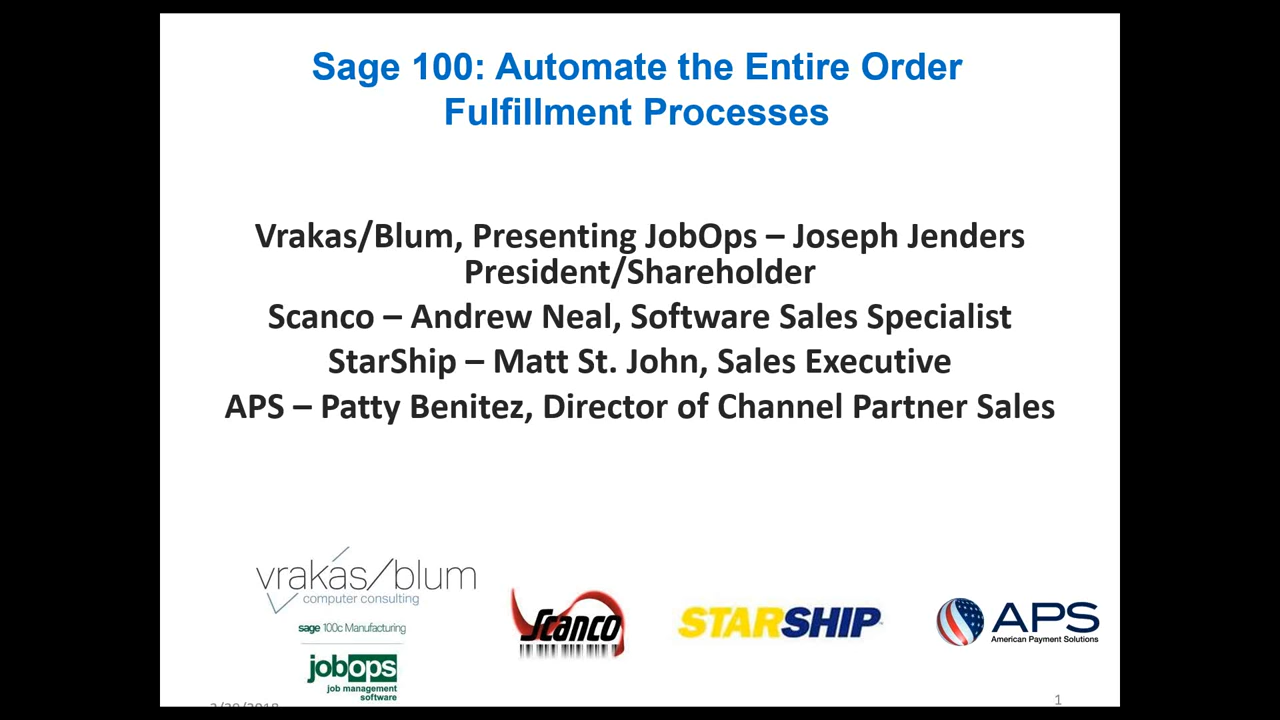 Sage 100: Automate the Entire Order
Fulfillment Processes
Vrakas/Blum, Presenting JobOps – Joseph Jenders
President/Shareholder
Scanco – Andrew Neal, Software Sales Specialist
StarShip – Matt St. John, Sales Executive
APS – Patty Benitez, Director of Channel Partner Sales
vrakas/blum
computer consulting
sage 100c Manufacturing
jobops
job management
software
Scanco
STARSHIP
APS
American Payment Solutions
1